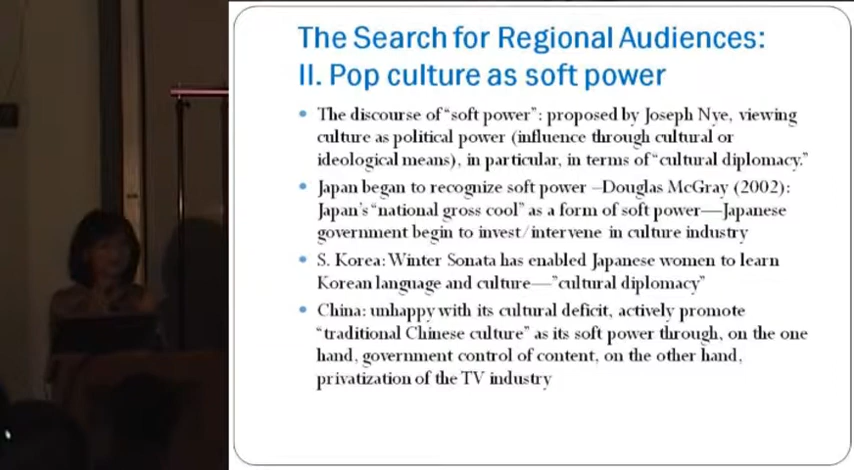 The Search for Regional Audiences:
II. Pop culture as soft power
• The discourse of "soft power": proposed by Joseph Nye, viewing
culture as political power (influence through cultural or
ideological means), in particular, in terms of "cultural diplomacy."
• Japan began to recognize soft power –Douglas McGray (2002):
Japan's "national gross cool" as a form of soft power—Japanese
government begin to invest/intervene in culture industry
• S. Korea: Winter Sonata has enabled Japanese women to learn
Korean language and culture—"cultural diplomacy"
• China: unhappy with its cultural deficit, actively promote
"traditional Chinese culture" as its soft power through, on the one
hand, government control of content, on the other hand,
privatization of the TV industry